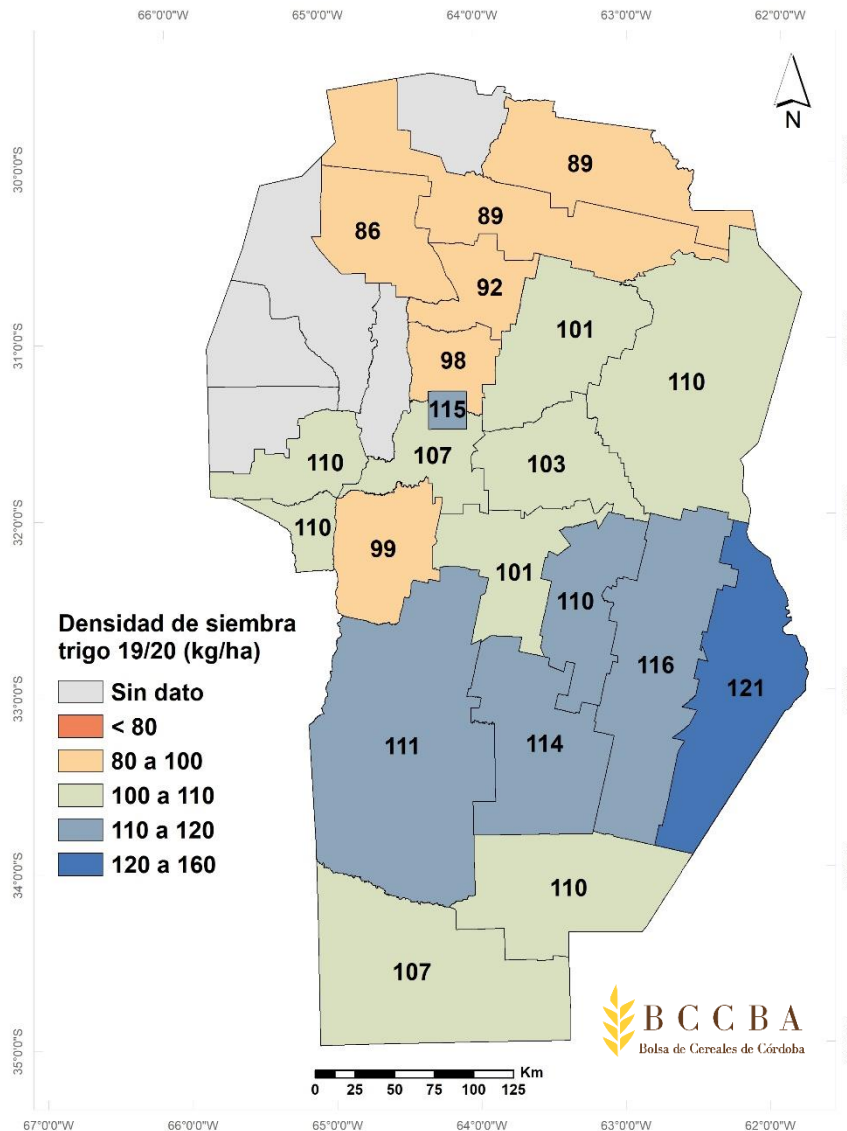 66°0'0"W 65°0'0"W 64°0'0"W 63°0'0"W 62°0'0"W
N
30°0'0"S
31°0'0"S
32°0'0"S
33°0'0"S
34°0'0"S
35°0'0"S
89
89
86
92
101
98
110
115
107
103
110
110
99
101
110
116
121
111
114
110
107
Densidad de siembra
trigo 19/20 (kg/ha)
Sin dato
< 80
80 a 100
100 a 110
110 a 120
120 a 160
BCCBA
Bolsa de Cereales de Córdoba
Km
0 25 50 75 100 125
67°0'0"W 66°0'0"W 65°0'0"W 64°0'0"W 63°0'0"W 62°0'0"W